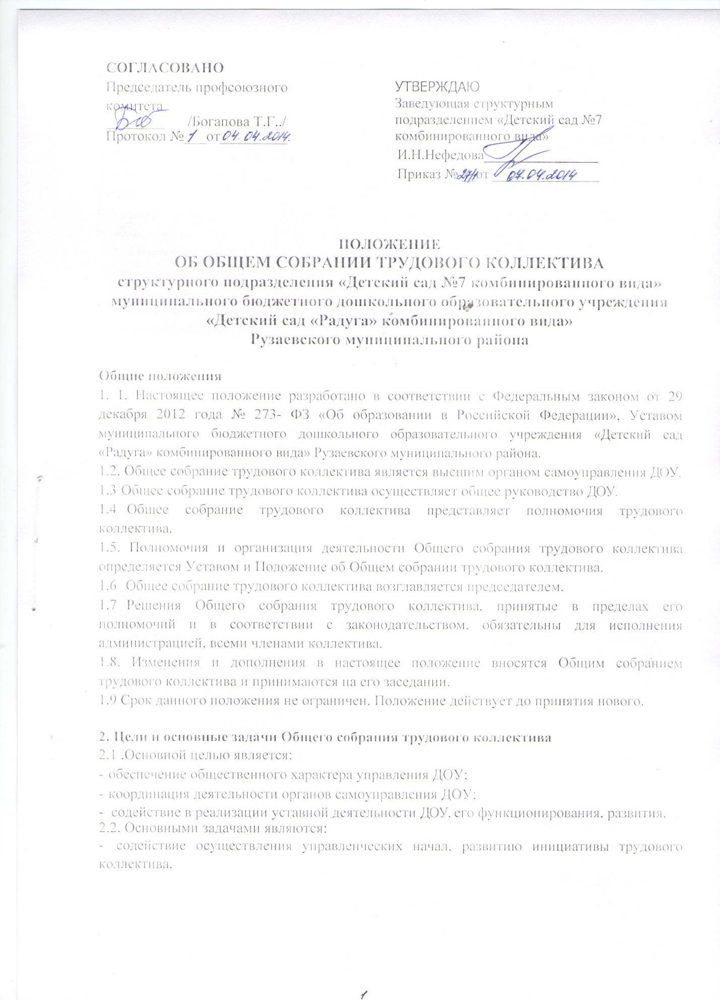 СОГЛАСОВАНО
Председатель профсоюзного
комитета
/Богапова Т.Г../
Протокол № 1 от 04.04.2014.
УТВЕРЖДАЮ
Заведующая структурным
подразделением «Детский сад №7
комбинированного вида»
И.Н.Нефедова
Приказ № 27/1 от 07.04.2014
ПОЛОЖЕНИЕ
ОБ ОБЩЕМ СОБРАНИИ ТРУДОВОГО КОЛЛЕКТИВА
структурного подразделения «Детский сад №7 комбинированного вида»
муниципального бюджетного дошкольного образовательного учреждения
«Детский сад «Радуга» комбинированного вида»
Рузаевского муниципального района
Общие положения
1. 1. Настоящее положение разработано в соответствии с Федеральным законом от 29
декабря 2012 года № 273- ФЗ «Об образовании в Российской Федерации», Уставом
муниципального бюджетного дошкольного образовательного учреждения «Детский сад
«Радуга» комбинированного вида» Рузаевского муниципального района.
1.2. Общее собрание трудового коллектива является высшим органом самоуправления ДОУ.
1.3 Общее собрание трудового коллектива осуществляет общее руководство ДОУ.
1.4 Общее собрание трудового коллектива представляет полномочия трудового
коллектива.
1.5. Полномочия и организация деятельности Общего собрания трудового коллектива
определяется Уставом и Положение об Общем собрании трудового коллектива.
1.6 Общее собрание трудового коллектива возглавляется председателем.
1.7 Решения Общего собрания трудового коллектива, принятые в пределах его
полномочий и в соответствии с законодательством, обязательны для исполнения
администрацией, всеми членами коллектива.
1.8. Изменения и дополнения в настоящее положение вносятся Общим собранием
трудового коллектива и принимаются на его заседании.
1.9 Срок данного положения не ограничен. Положение действует до принятия нового.
2. Цели и основные задачи Общего собрания трудового коллектива
2.1 .Основной целью является:
- обеспечение общественного характера управления ДОУ;
- координация деятельности органов самоуправления ДОУ;
- содействие в реализации уставной деятельности ДОУ, его функционирования, развития.
2.2. Основными задачами являются:
- содействие осуществления управленческих начал, развитию инициативы трудового
коллектива.
1